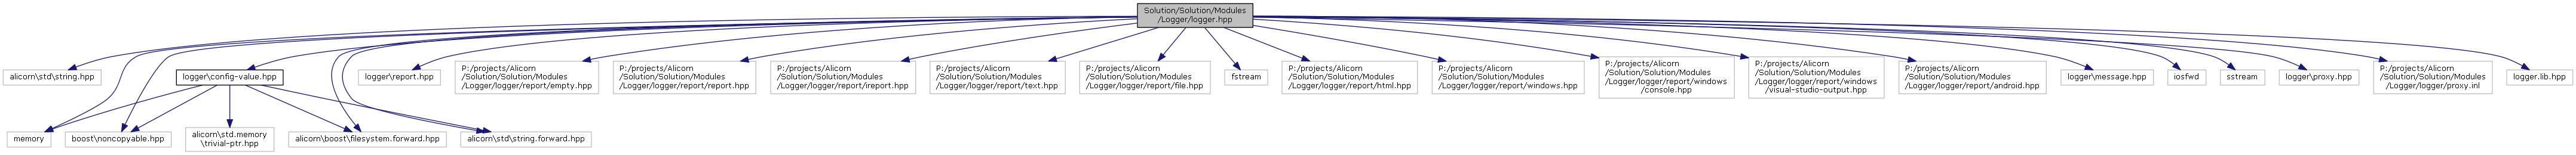 Solution/Solution/Modules
/Logger/logger.hpp
alicorn\std\string.hpp
logger\config-value.hpp
logger\report.hpp
P:/projects/Alicorn
/Solution/Solution/Modules
/Logger/logger/report/empty.hpp
P:/projects/Alicorn
/Solution/Solution/Modules
/Logger/logger/report/report.hpp
P:/projects/Alicorn
/Solution/Solution/Modules
/Logger/logger/report/ireport.hpp
P:/projects/Alicorn
/Solution/Solution/Modules
/Logger/logger/report/text.hpp
P:/projects/Alicorn
/Solution/Solution/Modules
/Logger/logger/report/file.hpp
fstream
P:/projects/Alicorn
/Solution/Solution/Modules
/Logger/logger/report/html.hpp
P:/projects/Alicorn
/Solution/Solution/Modules
/Logger/logger/report/windows.hpp
P:/projects/Alicorn
/Solution/Solution/Modules
/Logger/logger/report/windows
/console.hpp
P:/projects/Alicorn
/Solution/Solution/Modules
/Logger/logger/report/windows
/visual-studio-output.hpp
P:/projects/Alicorn
/Solution/Solution/Modules
/Logger/logger/report/android.hpp
logger\message.hpp
iosfwd
sstream
logger\proxy.hpp
P:/projects/Alicorn
/Solution/Solution/Modules
/Logger/logger/proxy.inl
logger.lib.hpp
memory
boost\noncopyable.hpp
alicorn\std.memory
\trivial-ptr.hpp
alicorn\boost\filesystem.forward.hpp
alicorn\std\string.forward.hpp